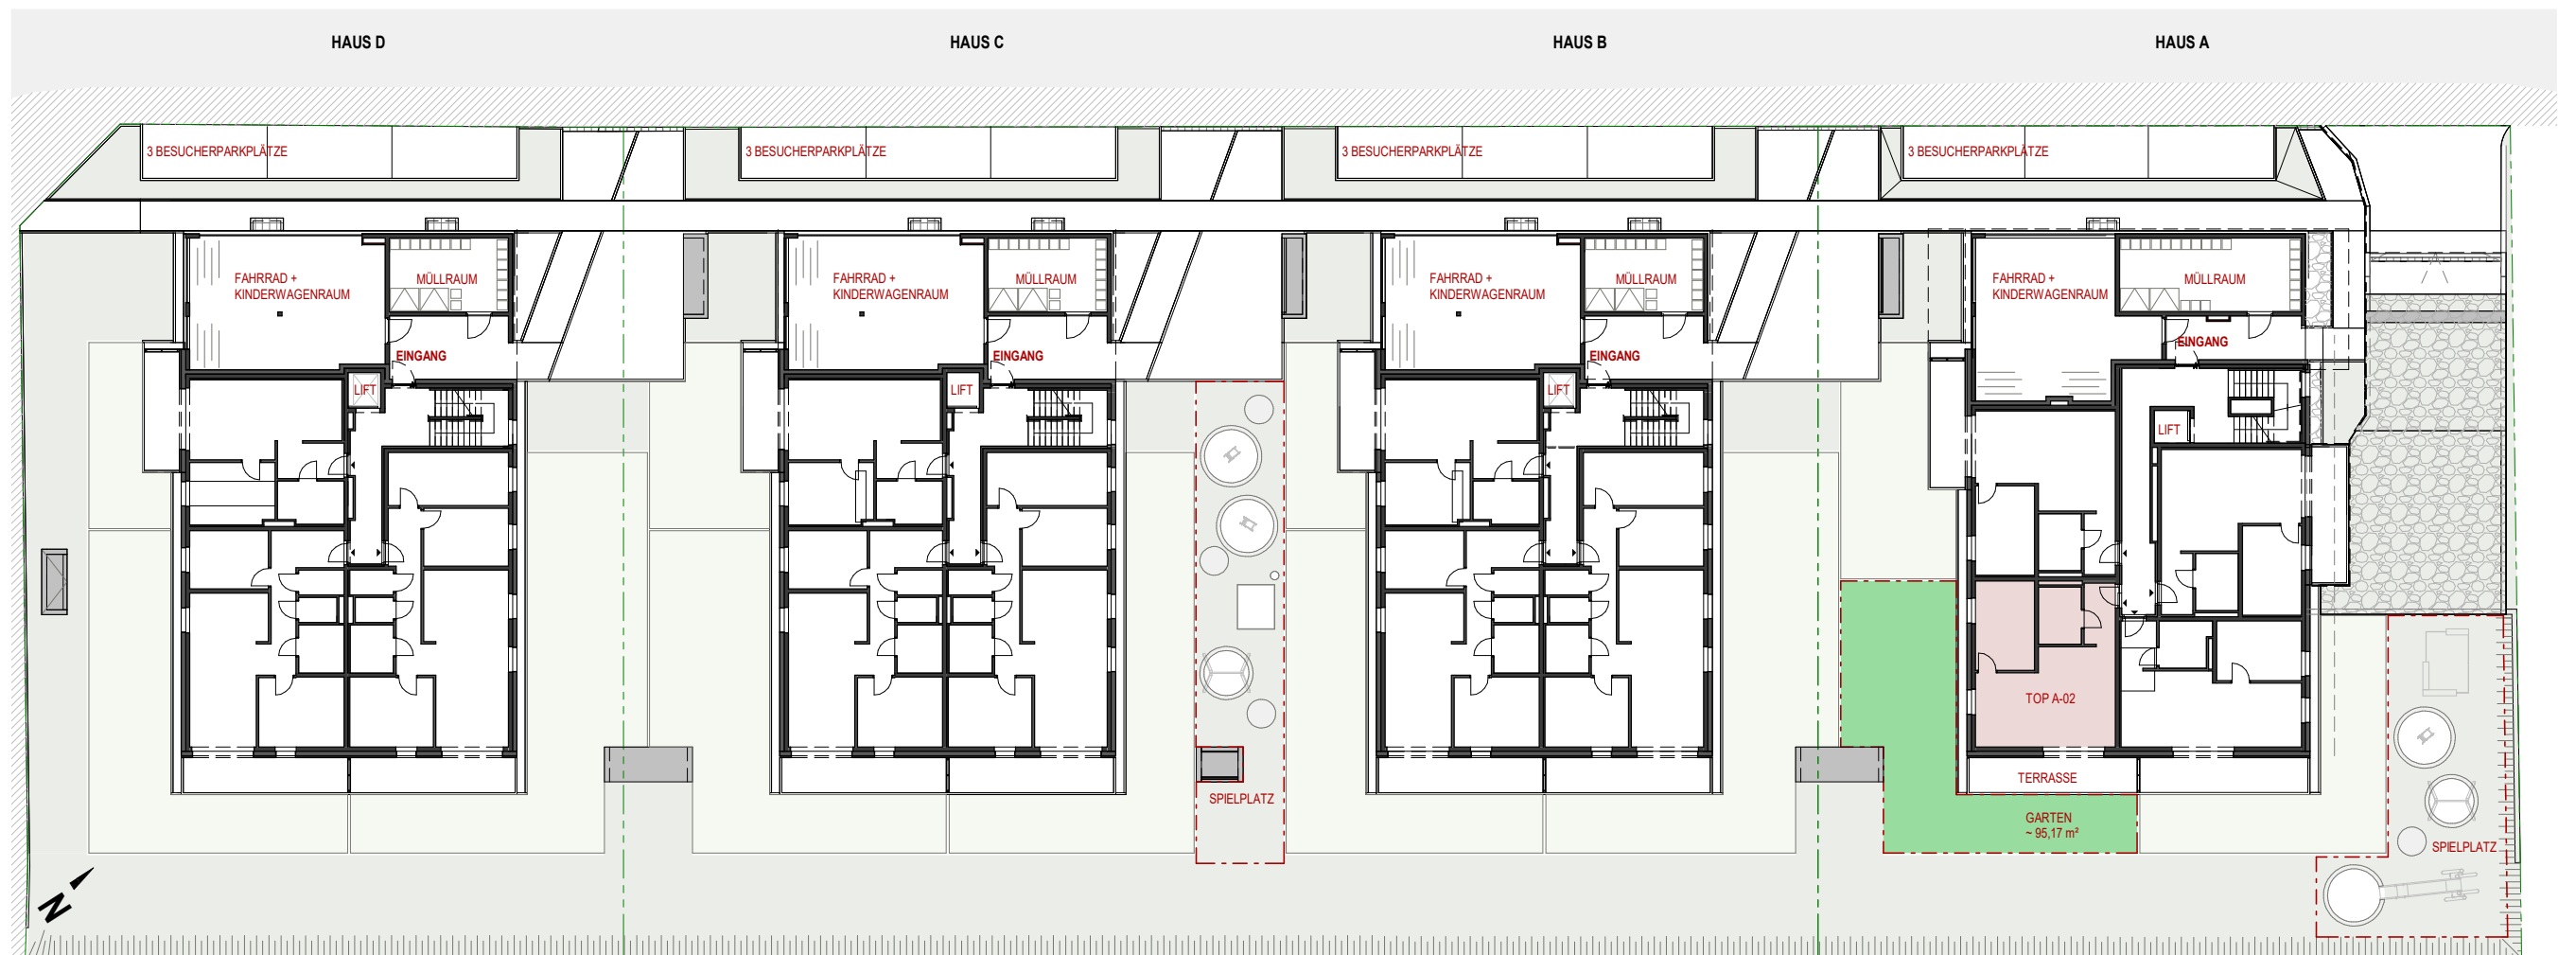 HAUS D
HAUS C
HAUS B
HAUS A
3 BESUCHERPARKPLÄTZE
3 BESUCHERPARKPLÄTZE
3 BESUCHERPARKPLÄTZE
3 BESUCHERPARKPLÄTZE
FAHRRAD +
KINDERWAGENRAUM
MÜLLRAUM
FAHRRAD +
KINDERWAGENRAUM
MÜLLRAUM
FAHRRAD +
KINDERWAGENRAUM
MÜLLRAUM
FAHRRAD +
KINDERWAGENRAUM
MÜLLRAUM
EINGANG
EINGANG
EINGANG
EINGANG
LIFT
LIFT
LIFT
LIFT
TOP A-02
TERRASSE
SPIELPLATZ
GARTEN
~ 95,17 m²
SPIELPLATZ
N